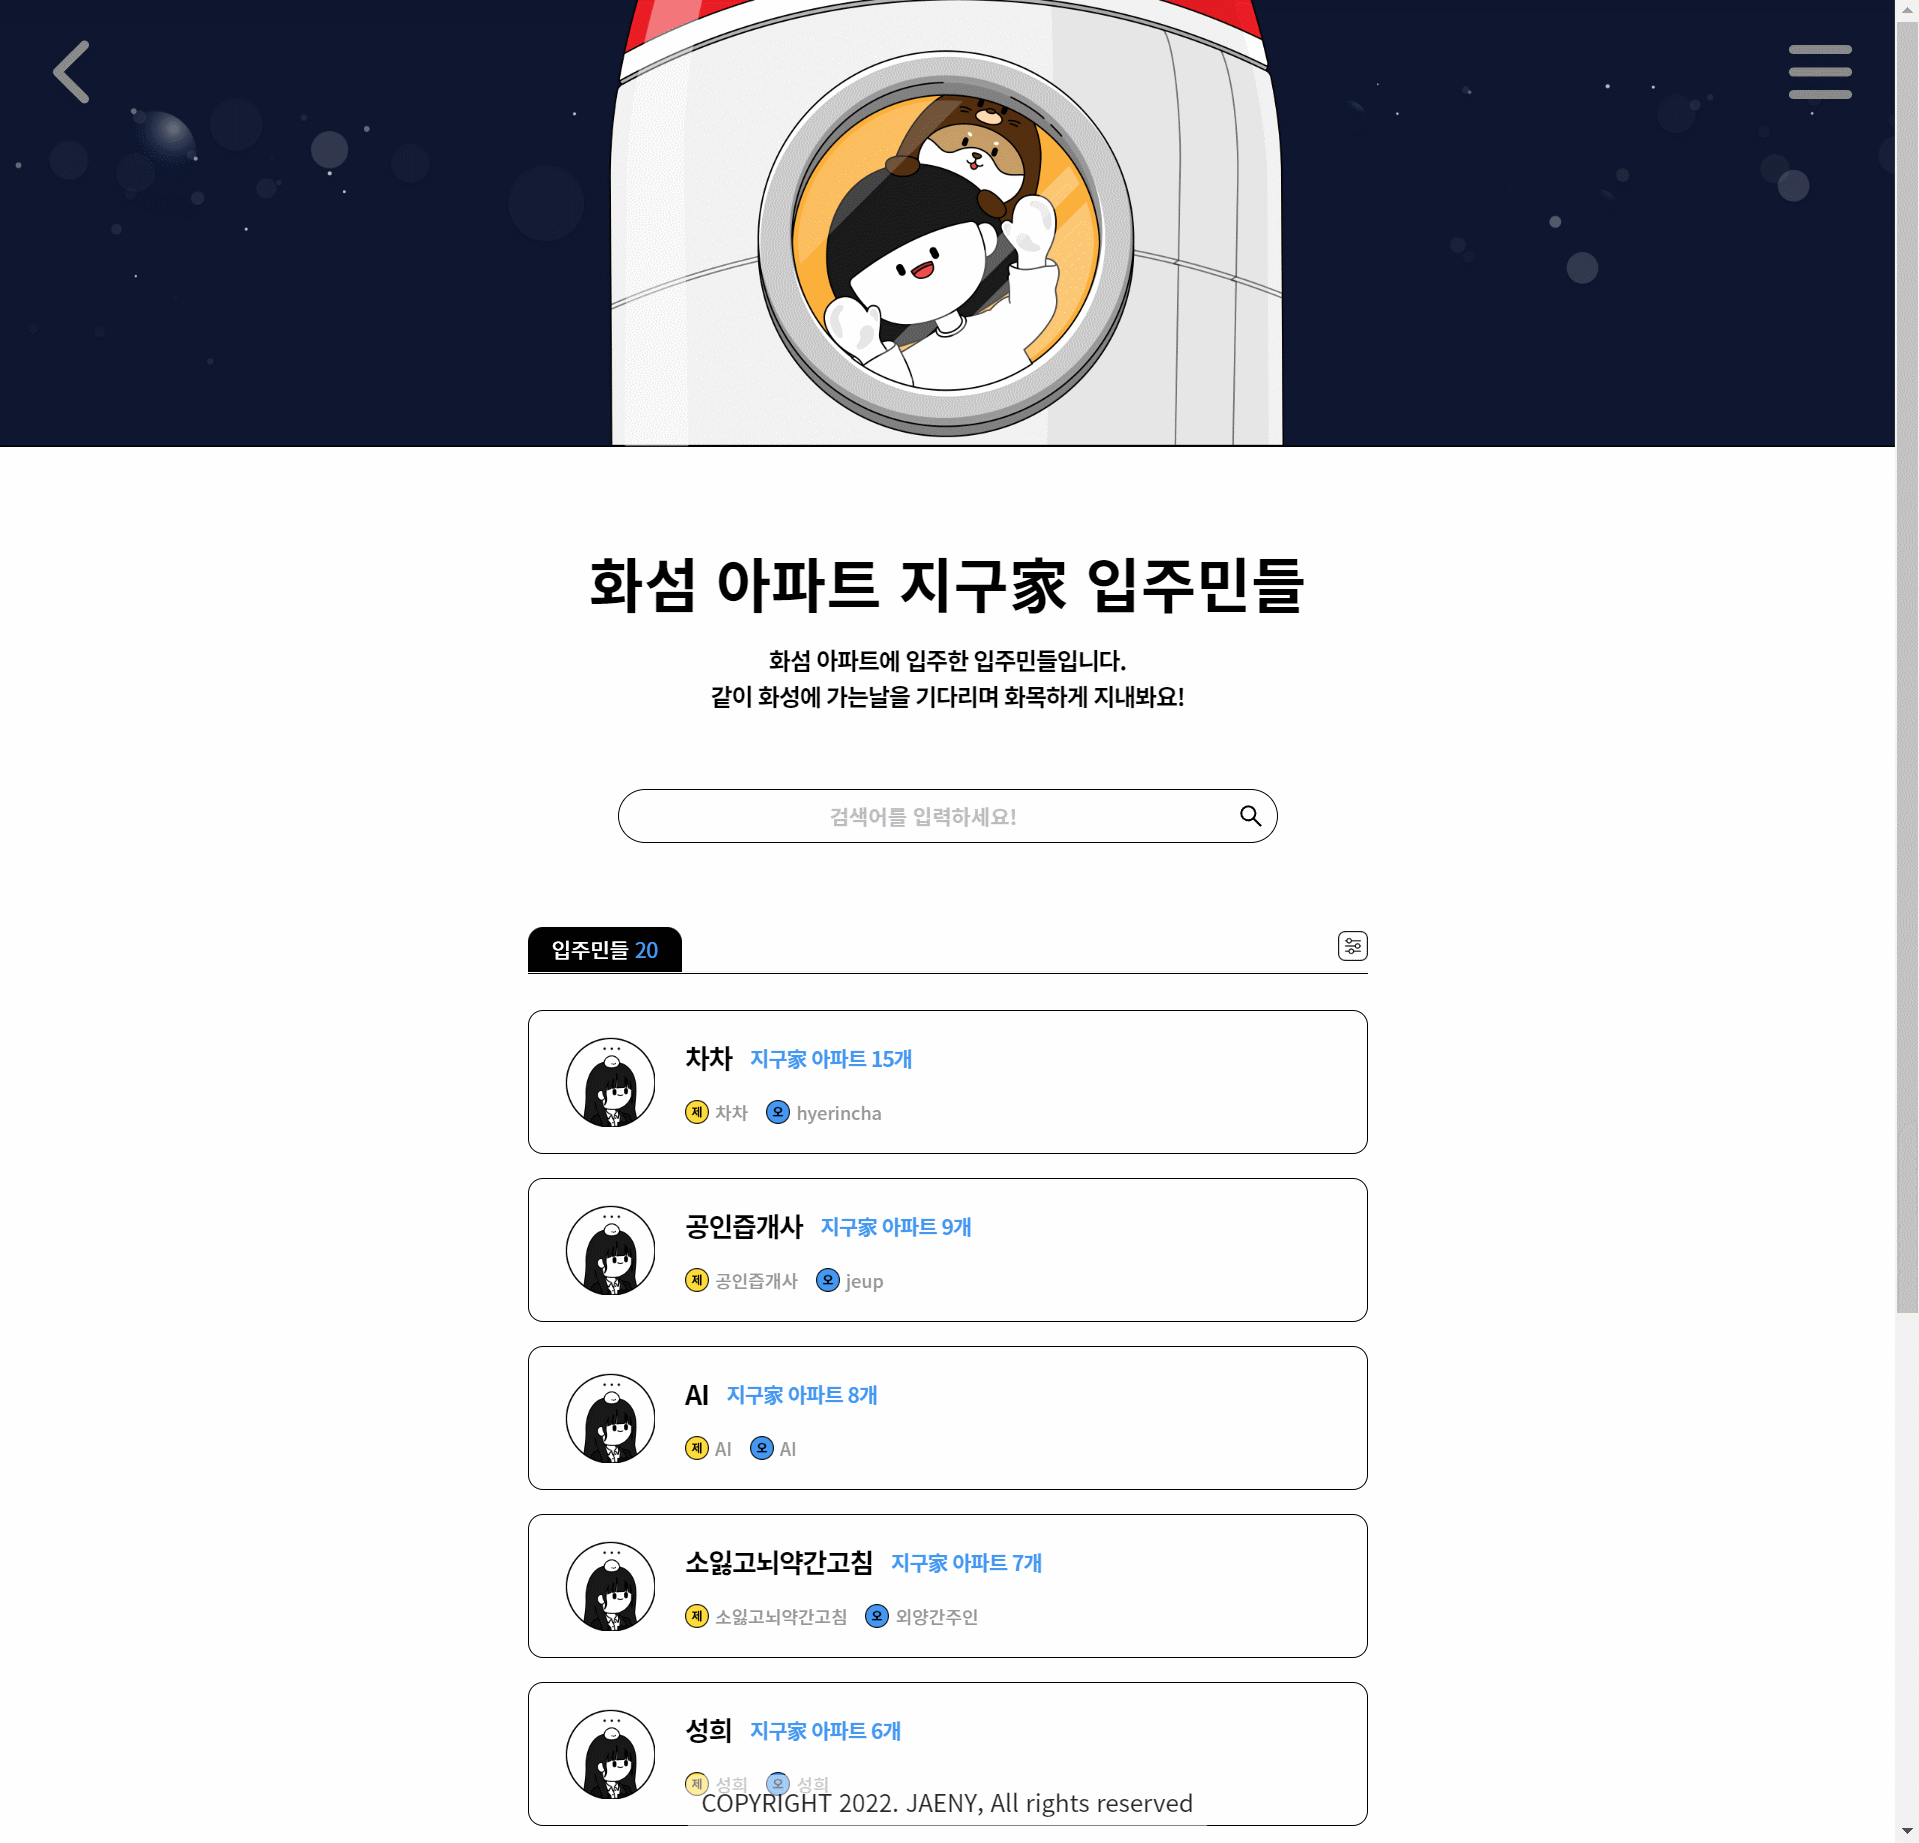 화섬 아파트 지구家 입주민들
화섬 아파트에 입주한 입주민들입니다.
같이 화성에 가는날을 기다리며 화목하게 지내봐요!
검색어를 입력하세요!
입주민들 20
차차 지구家 아파트 15개
제 차차 오 hyerincha
공인즙개사 지구家 아파트 9개
제 공인즙개사 오 jeup
AI 지구家 아파트 8개
제 AI 오 AI
소잃고뇌약간고침 지구家 아파트 7개
제 소잃고뇌약간고침 오 외양간주인
성희 지구家 아파트 6개
제 성희 오 성희
COPYRIGHT 2022. JAENY, All rights reserved